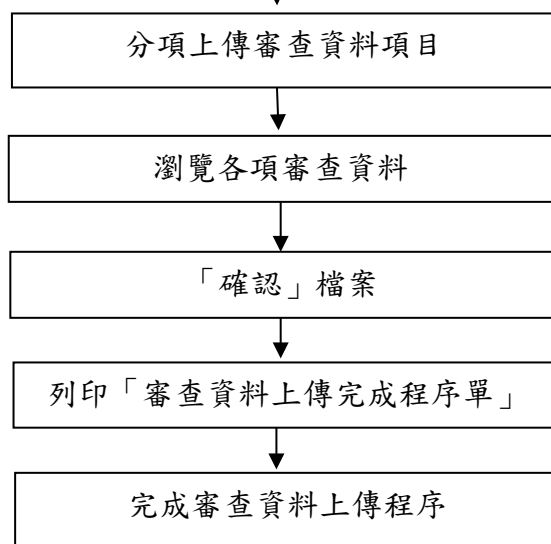 分項上傳審查資料項目
瀏覽各項審查資料
「確認」檔案
列印「審查資料上傳完成程序單」
完成審查資料上傳程序